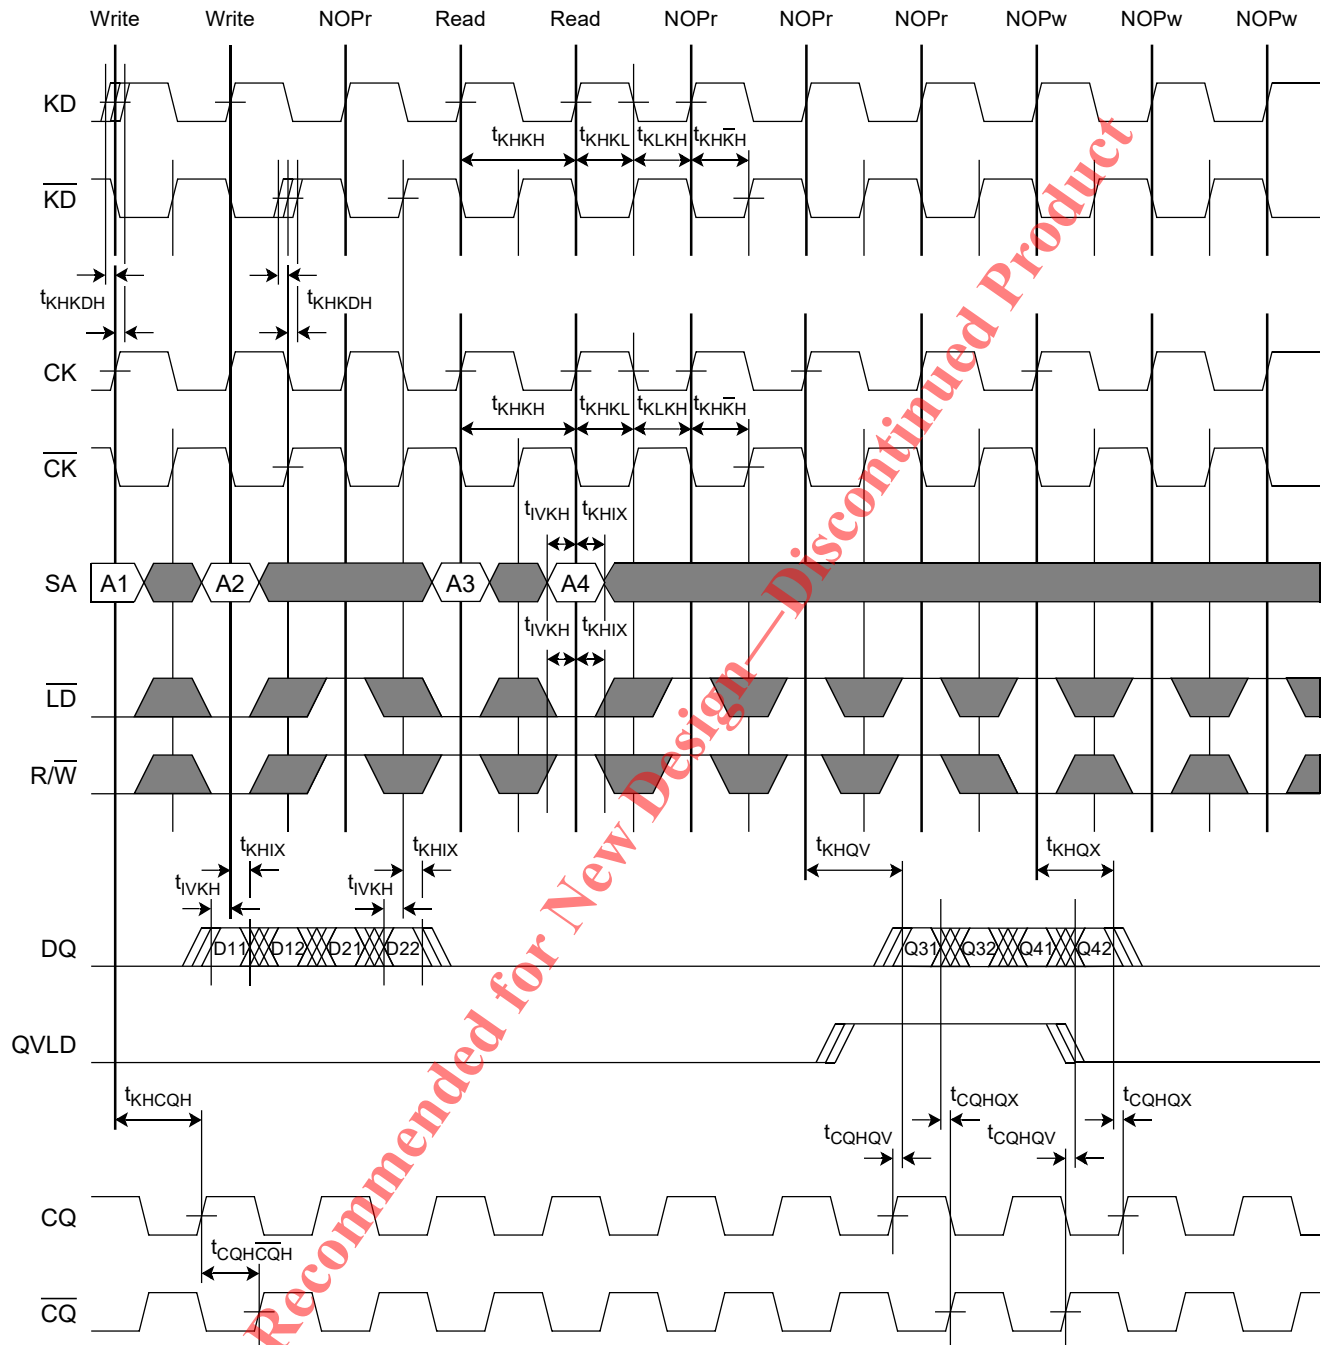 Write Write NOPr Read Read NOPr NOPr NOPr NOPw NOPw NOPw
KD
tKHKH tKHKL tKLKH tKHK̅H
K̅D̅
tKHKDH tKHKDH
CK
tKHKH tKHKL tKLKH tKHK̅H
C̅K̅
tIVKH tKHIX
SA A1 A2 A3 A4
tIVKH tKHIX
L̅D̅
R/W̅
tKHIX tKHIX tKHQV tKHQX
tIVKH tIVKH
DQ D11 D12 D21 D22 Q31 Q32 Q41 Q42
QVLD
tKHCQH tCQHQX tCQHQX
tCQHQV tCQHQV
CQ
tCQHC̅Q̅H̅
C̅Q̅
Recommended for New Design—Discontinued Product